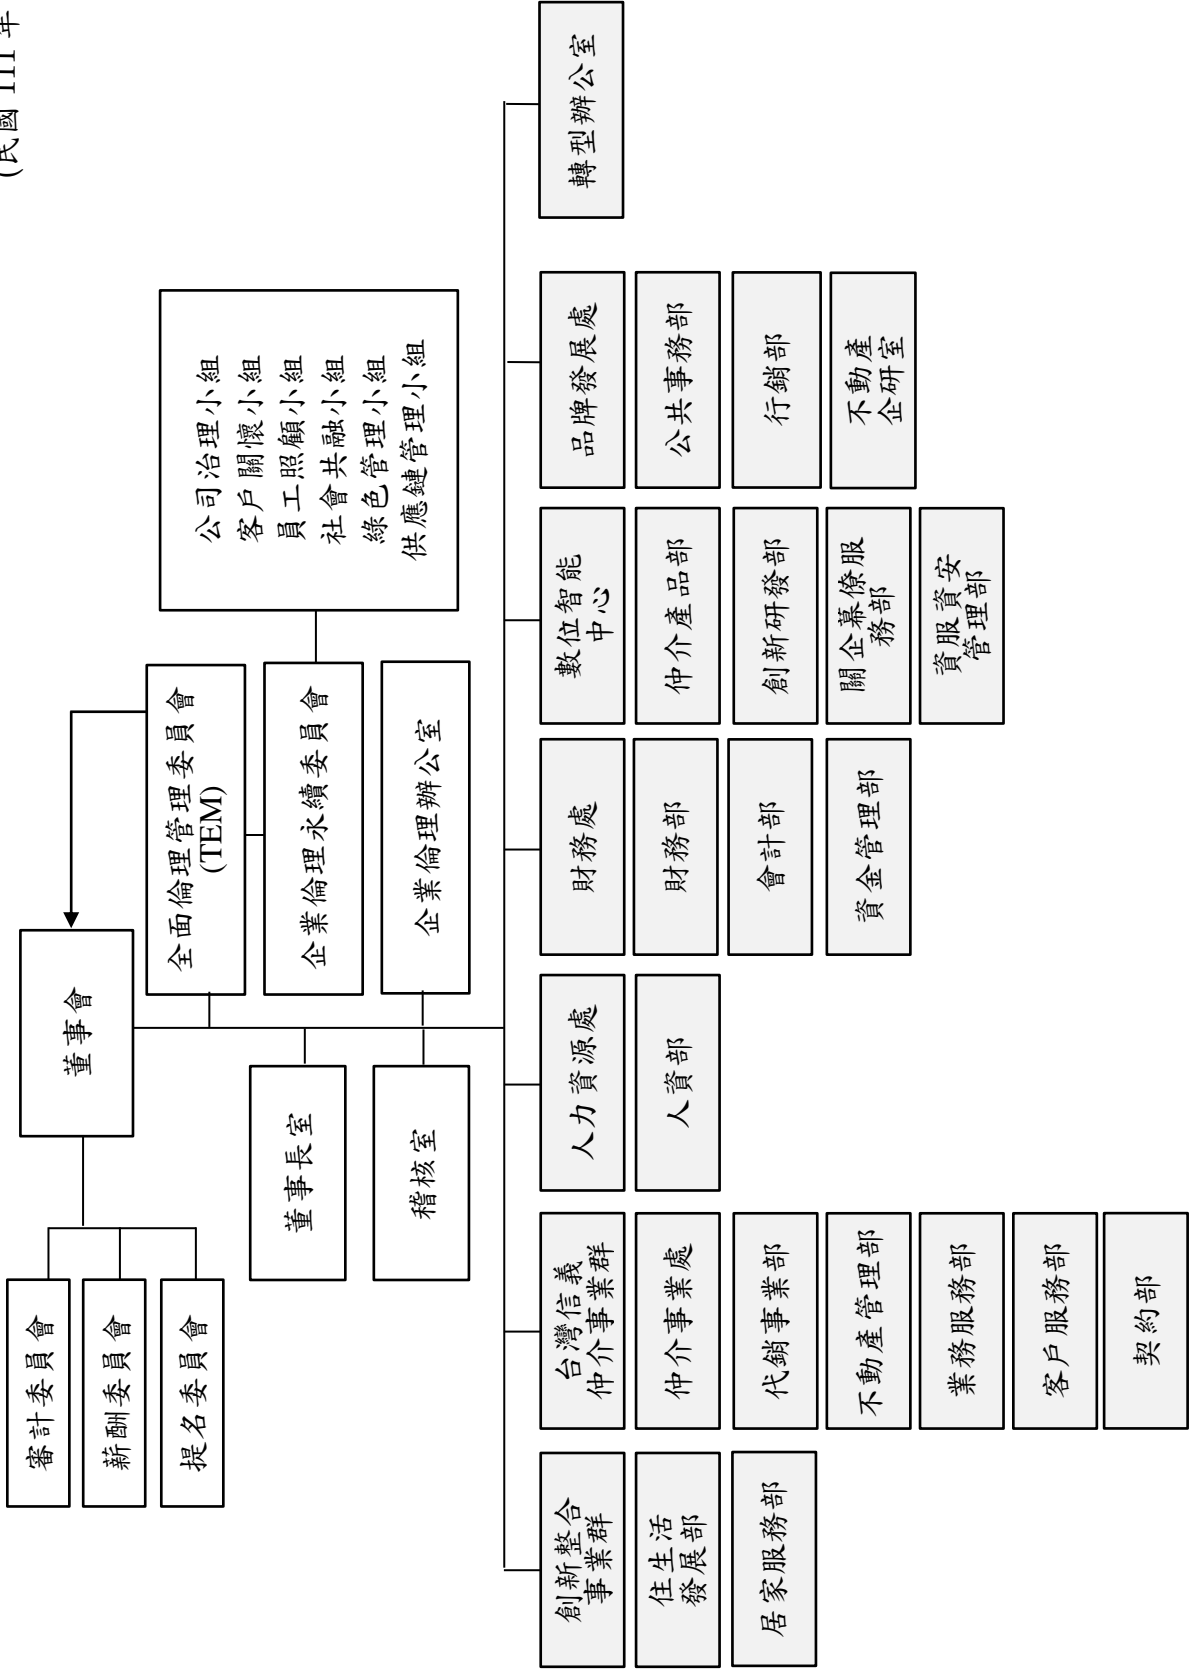 (民國 111 年
審計委員會
薪酬委員會
提名委員會
董事會
全面倫理管理委員會
(TEM)
企業倫理永續委員會
企業倫理辦公室
公司治理小組
客戶關懷小組
員工照顧小組
社會共融小組
綠色管理小組
供應鏈管理小組
董事長室
稽核室
創新整合
事業群
住生活
發展部
居家服務部
台灣信義
仲介事業群
仲介事業處
代銷事業部
不動產管理部
業務服務部
客戶服務部
契約部
人力資源處
人資部
財務處
財務部
會計部
資金管理部
數位智能
中心
仲介產品部
創新研發部
關企幕僚服
務部
資服資安
管理部
品牌發展處
公共事務部
行銷部
不動產
企研室
轉型辦公室